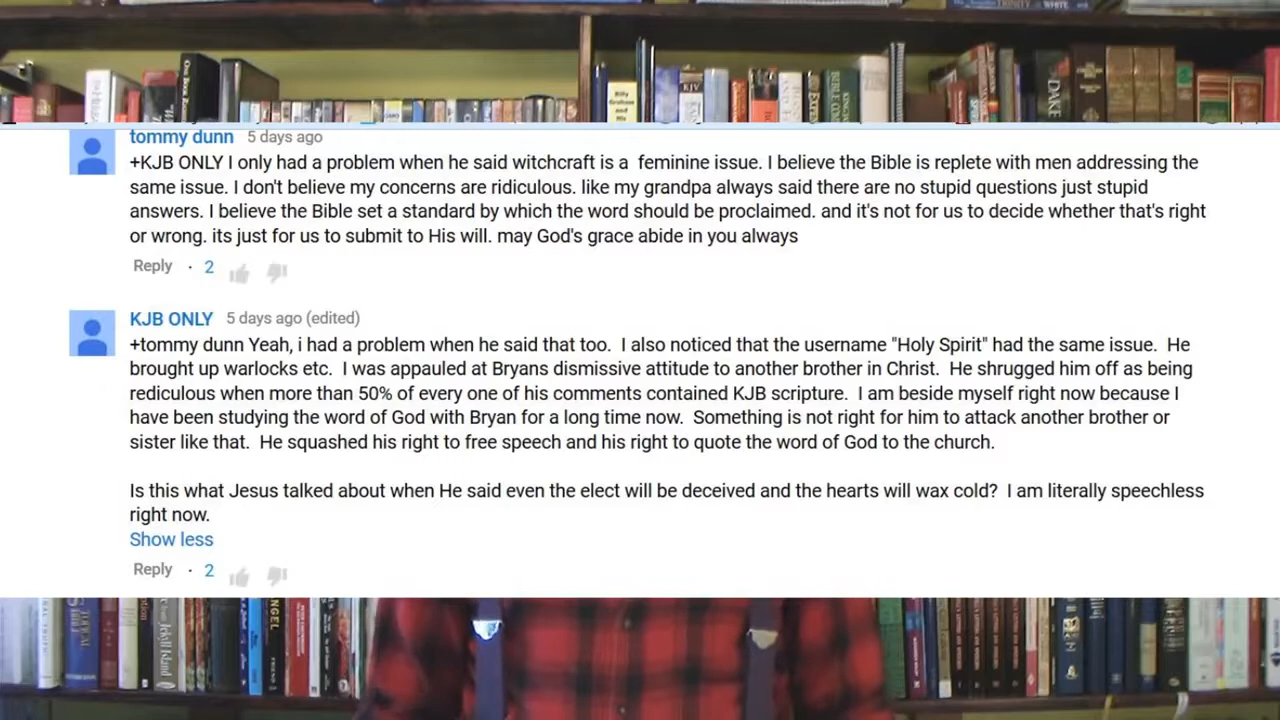 TRINITY
WHITE
One Book
Billy
Graham
and
KJV
DAKE
tommy dunn 5 days ago
+KJB ONLY I only had a problem when he said witchcraft is a feminine issue. I believe the Bible is replete with men addressing the
same issue. I don't believe my concerns are ridiculous. like my grandpa always said there are no stupid questions just stupid
answers. I believe the Bible set a standard by which the word should be proclaimed. and it's not for us to decide whether that's right
or wrong. its just for us to submit to His will. may God's grace abide in you always
Reply · 2
KJB ONLY 5 days ago (edited)
+tommy dunn Yeah, i had a problem when he said that too. I also noticed that the username "Holy Spirit" had the same issue. He
brought up warlocks etc. I was appauled at Bryans dismissive attitude to another brother in Christ. He shrugged him off as being
rediculous when more than 50% of every one of his comments contained KJB scripture. I am beside myself right now because I
have been studying the word of God with Bryan for a long time now. Something is not right for him to attack another brother or
sister like that. He squashed his right to free speech and his right to quote the word of God to the church.
Is this what Jesus talked about when He said even the elect will be deceived and the hearts will wax cold? I am literally speechless
right now.
Show less
Reply · 2
Jekyll Island